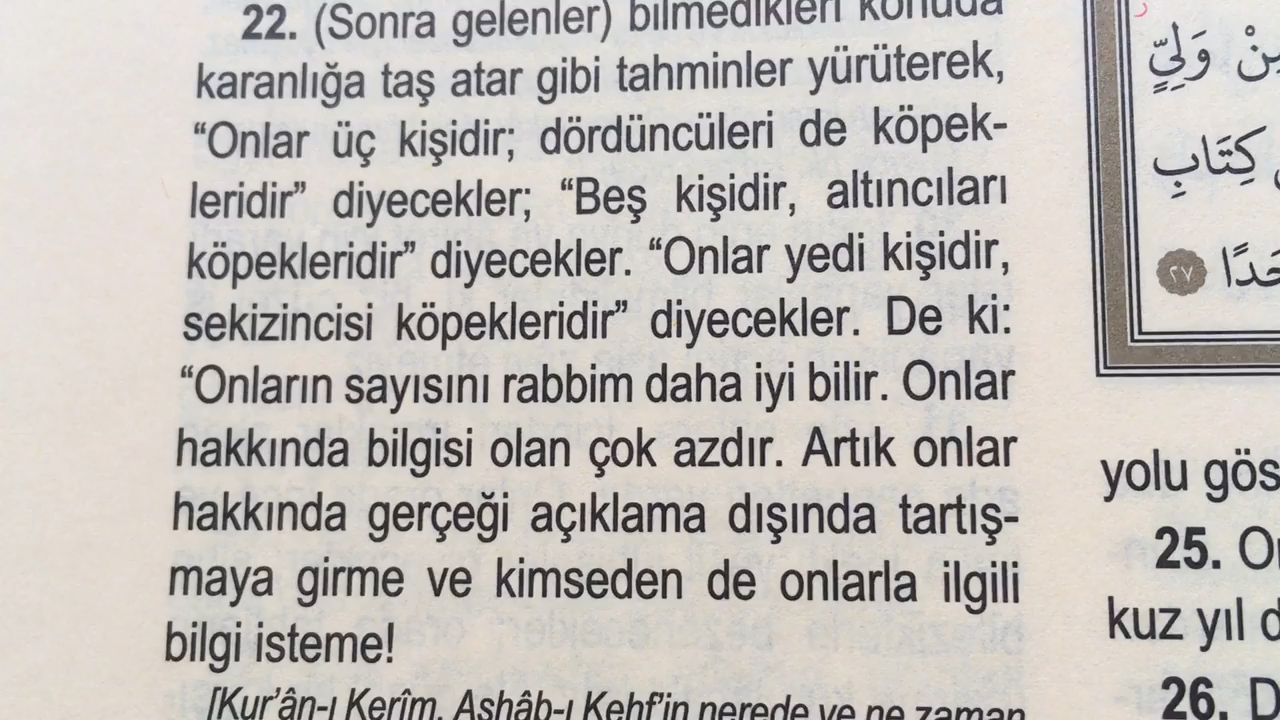 22. (Sonra gelenler) bilmedikleri konuda
karanlığa taş atar gibi tahminler yürüterek,
“Onlar üç kişidir; dördüncüleri de köpek-
leridir” diyecekler; “Beş kişidir, altıncıları
köpekleridir” diyecekler. “Onlar yedi kişidir,
sekizincisi köpekleridir” diyecekler. De ki:
“Onların sayısını rabbim daha iyi bilir. Onlar
hakkında bilgisi olan çok azdır. Artık onlar
hakkında gerçeği açıklama dışında tartış-
maya girme ve kimseden de onlarla ilgili
bilgi isteme!
[Kur’ân-ı Kerîm, Ashâb-ı Kehf’in nerede ve ne zaman
وَلِيٍّ
كِتَابِ
٢٧
yolu gös
25.
kuz yıl
26.